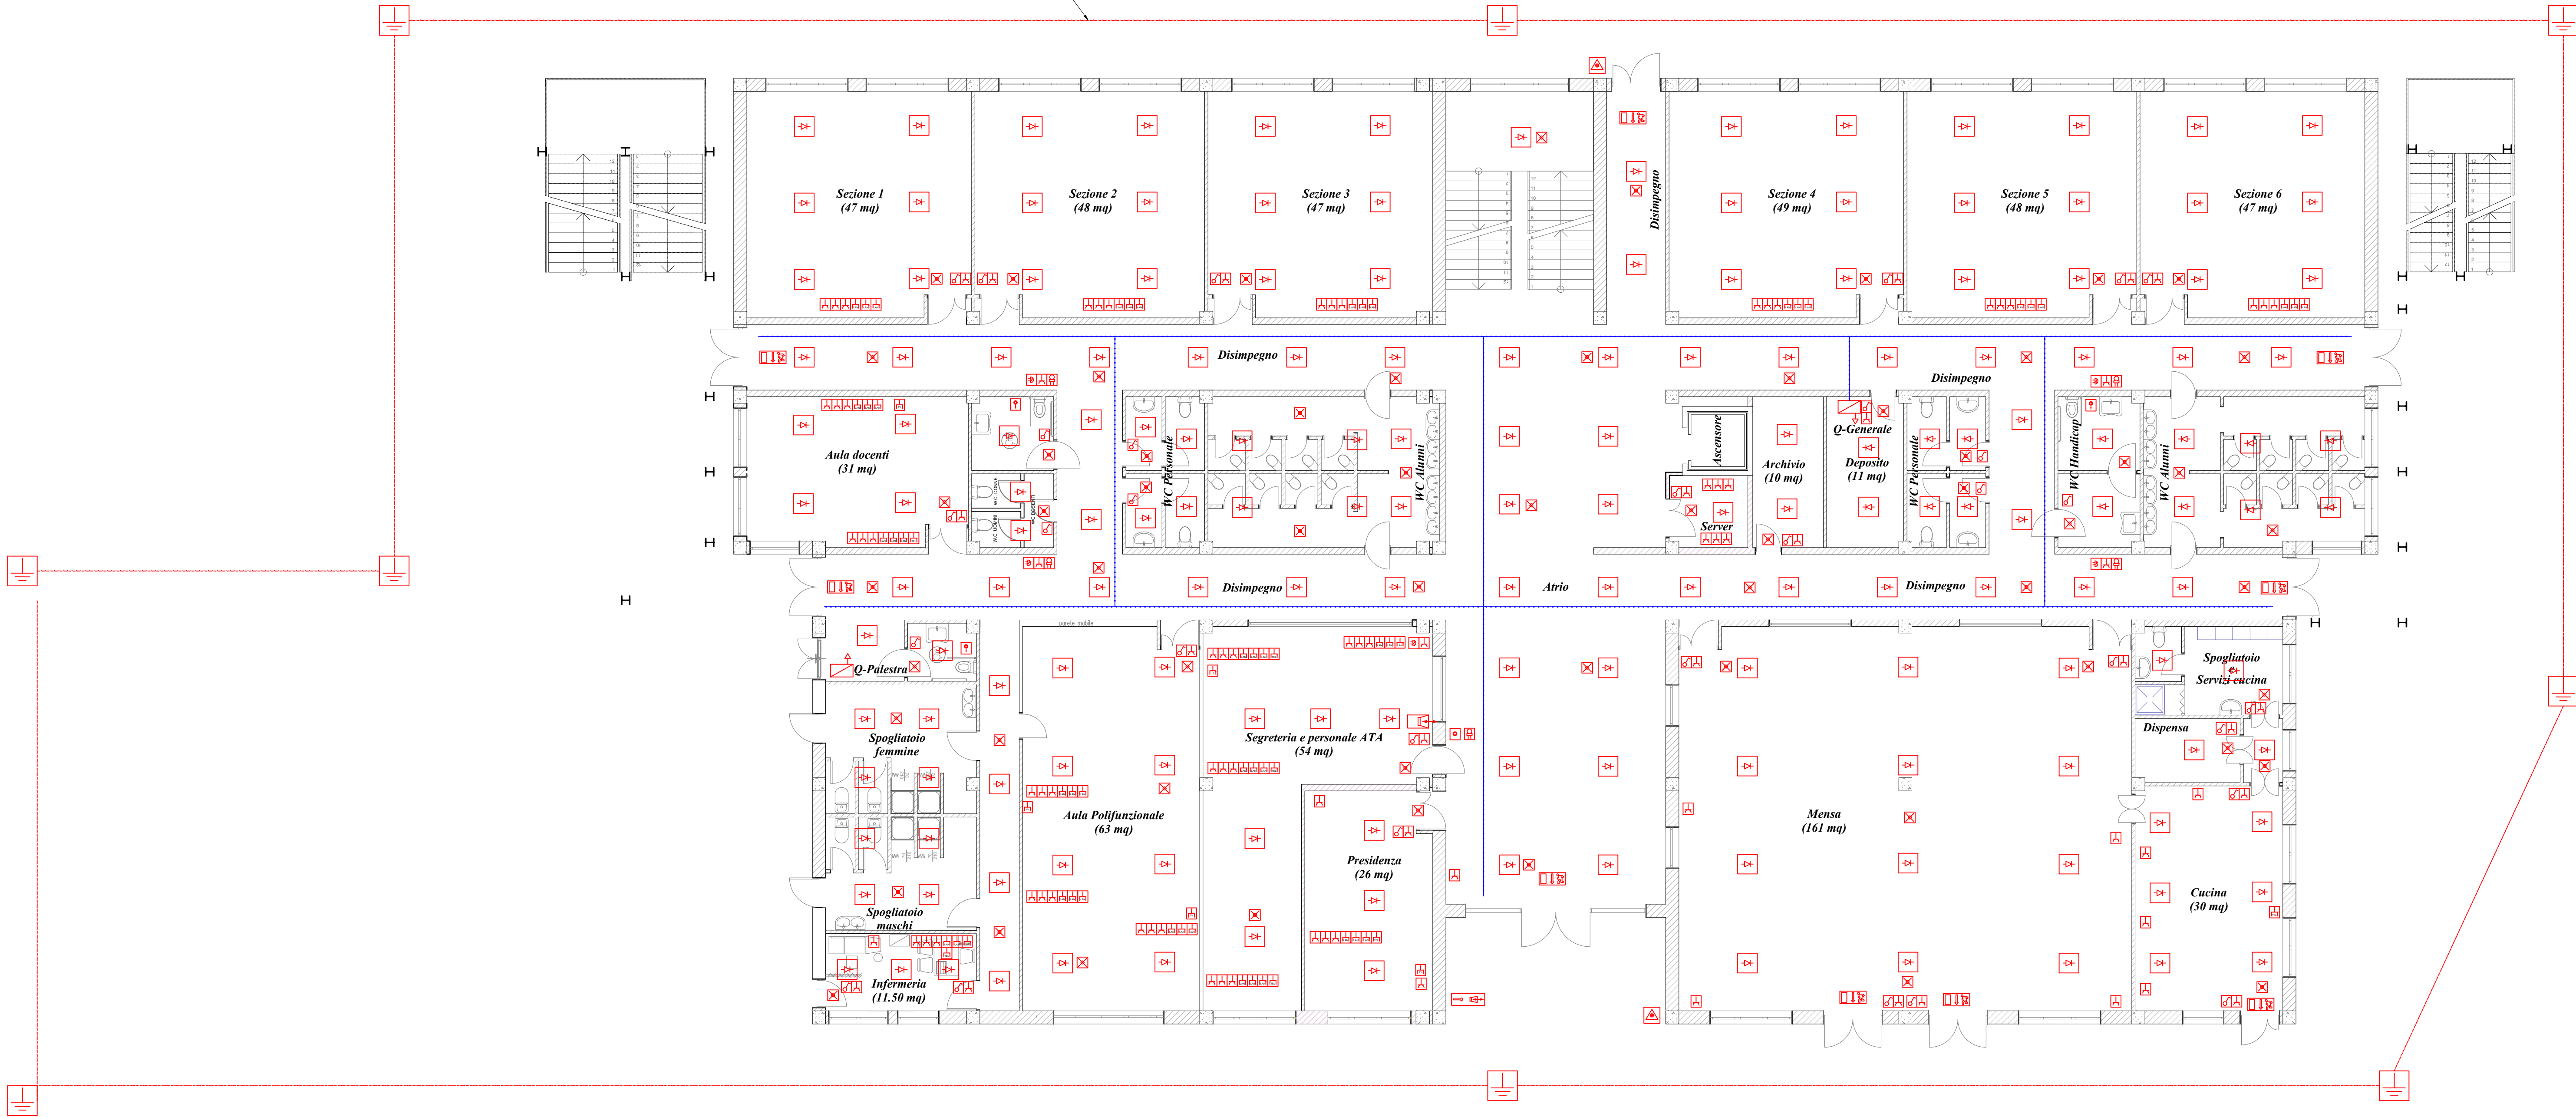 Sezione 1
(47 mq)
Sezione 2
(48 mq)
Sezione 3
(47 mq)
Disimpegno
Sezione 4
(49 mq)
Sezione 5
(48 mq)
Sezione 6
(47 mq)
Disimpegno
Disimpegno
Aula docenti
(31 mq)
W.C. DONNE
W.C. UOMINI
WC Personale
WC Alunni
Ascensore
Server
Archivio
(10 mq)
Q-Generale
Deposito
(11 mq)
WC Personale
WC Handicap
WC Alunni
Disimpegno
Atrio
Disimpegno
parete mobile
Q-Palestra
Spogliatoio
femmine
Spogliatoio
maschi
Infermeria
(11.50 mq)
Aula Polifunzionale
(63 mq)
Segreteria e personale ATA
(54 mq)
Presidenza
(26 mq)
Mensa
(161 mq)
Spogliatoio
Servizi cucina
Dispensa
Cucina
(30 mq)